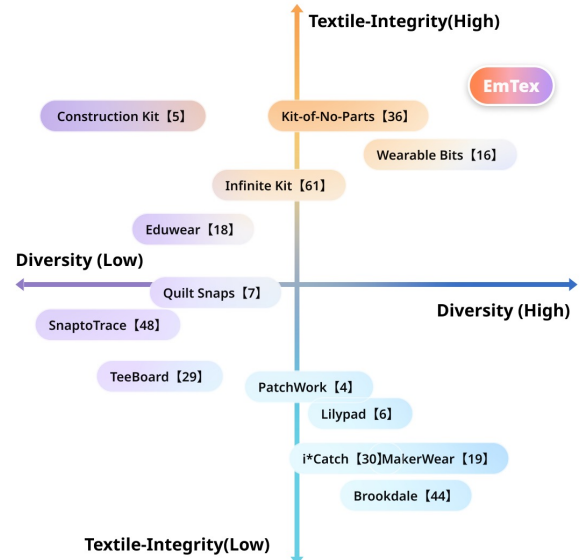 Textile-Integrity(High)
EmTex
Construction Kit【5】
Kit-of-No-Parts【36】
Wearable Bits【16】
Infinite Kit【61】
Eduwear【18】
Diversity (Low)
Quilt Snaps【7】
Diversity (High)
SnaptoTrace【48】
TeeBoard【29】
PatchWork【4】
Lilypad【6】
i*Catch【30】MakerWear【19】
Brookdale【44】
Textile-Integrity(Low)